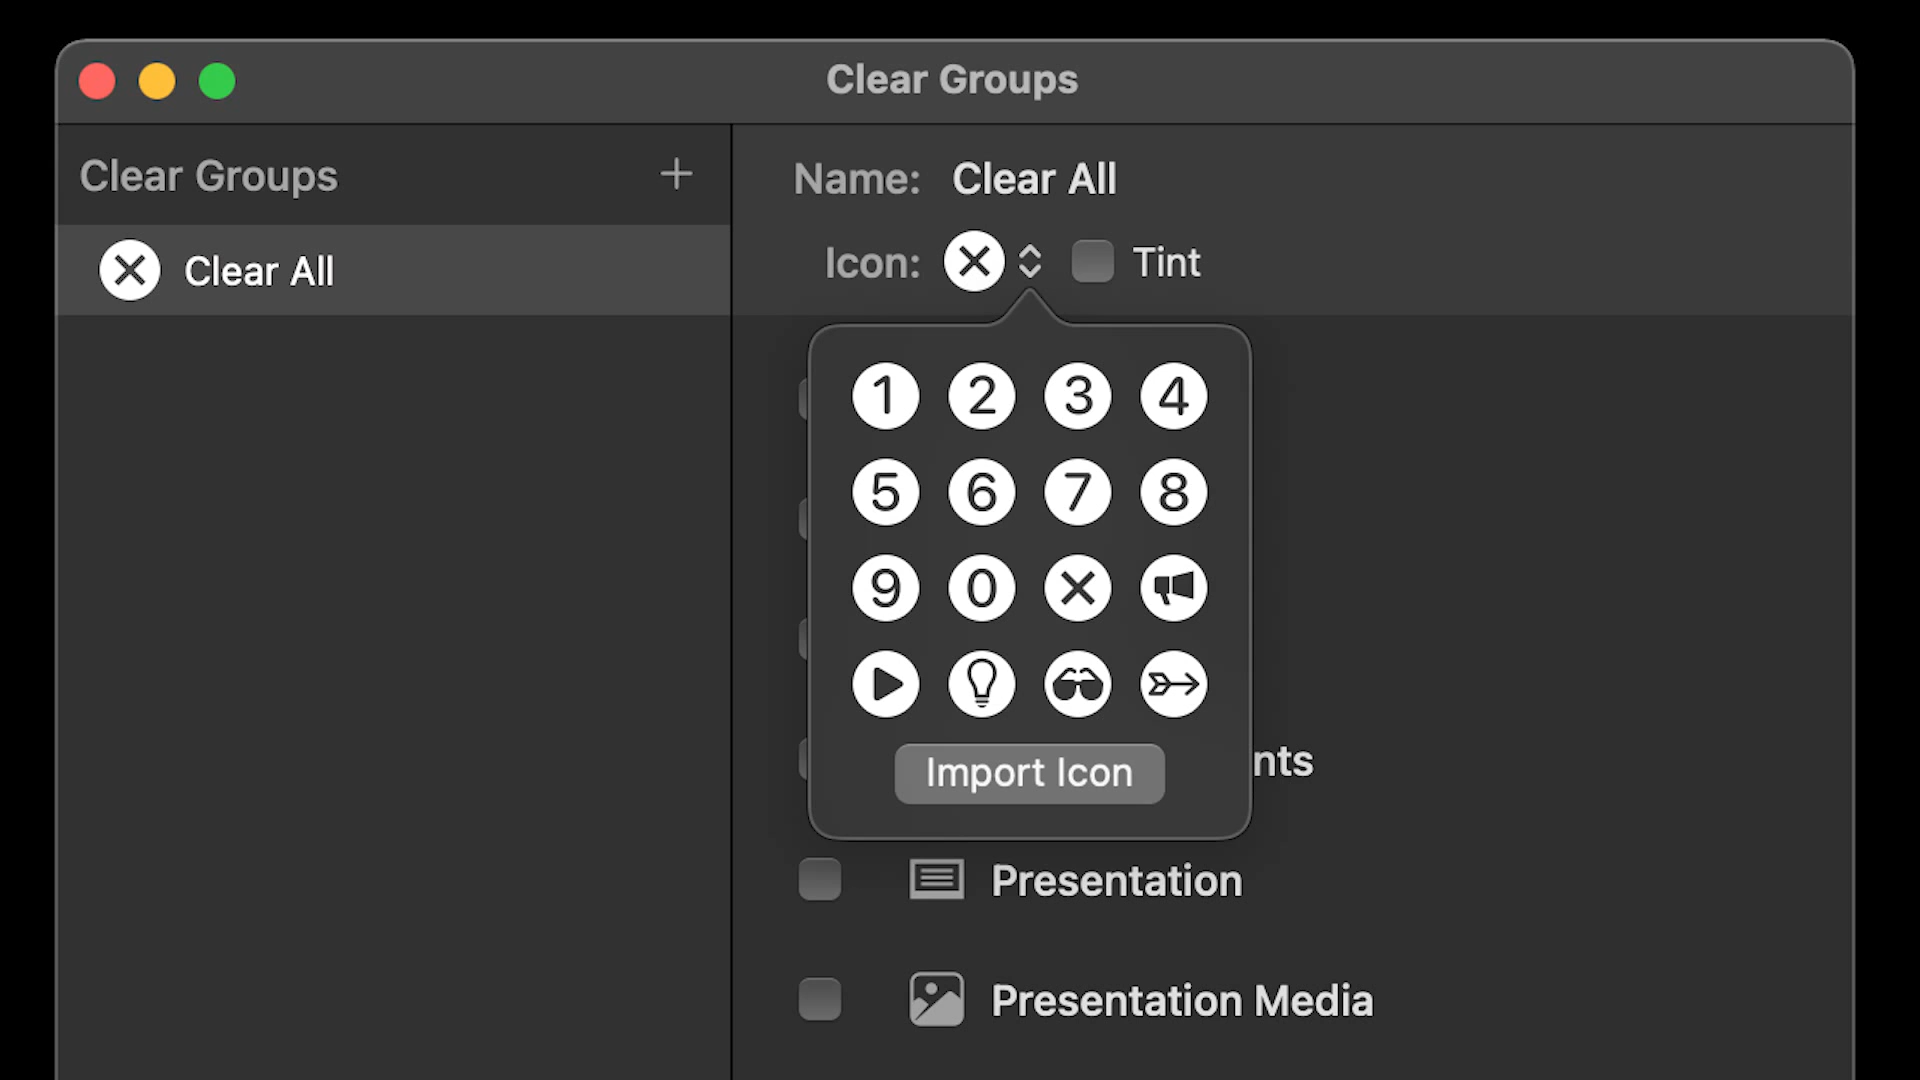 Clear Groups
Clear Groups
Clear All
Name: Clear All
Icon: Tint
1 2 3 4
5 6 7 8
9 0
Import Icon
nts
Presentation
Presentation Media